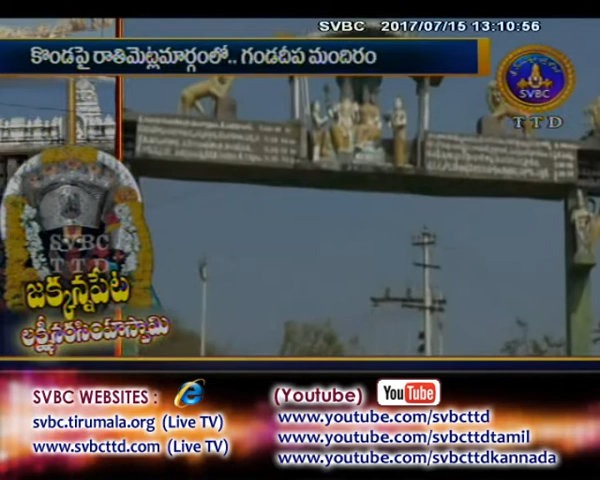 SVBC 2017/07/15 13:10:56
కొండపై రాతిమెట్లమార్గంలో.. గండదీప మందిరం
SVBC
TTD
SVBC
TTD
జక్కన్నపేట
లక్ష్మీనరసింహస్వామి
SVBC WEBSITES :
svbc.tirumala.org (Live TV)
www.svbcttd.com (Live TV)
(Youtube) YouTube
www.youtube.com/svbcttd
www.youtube.com/svbcttdtamil
www.youtube.com/svbcttdkannada